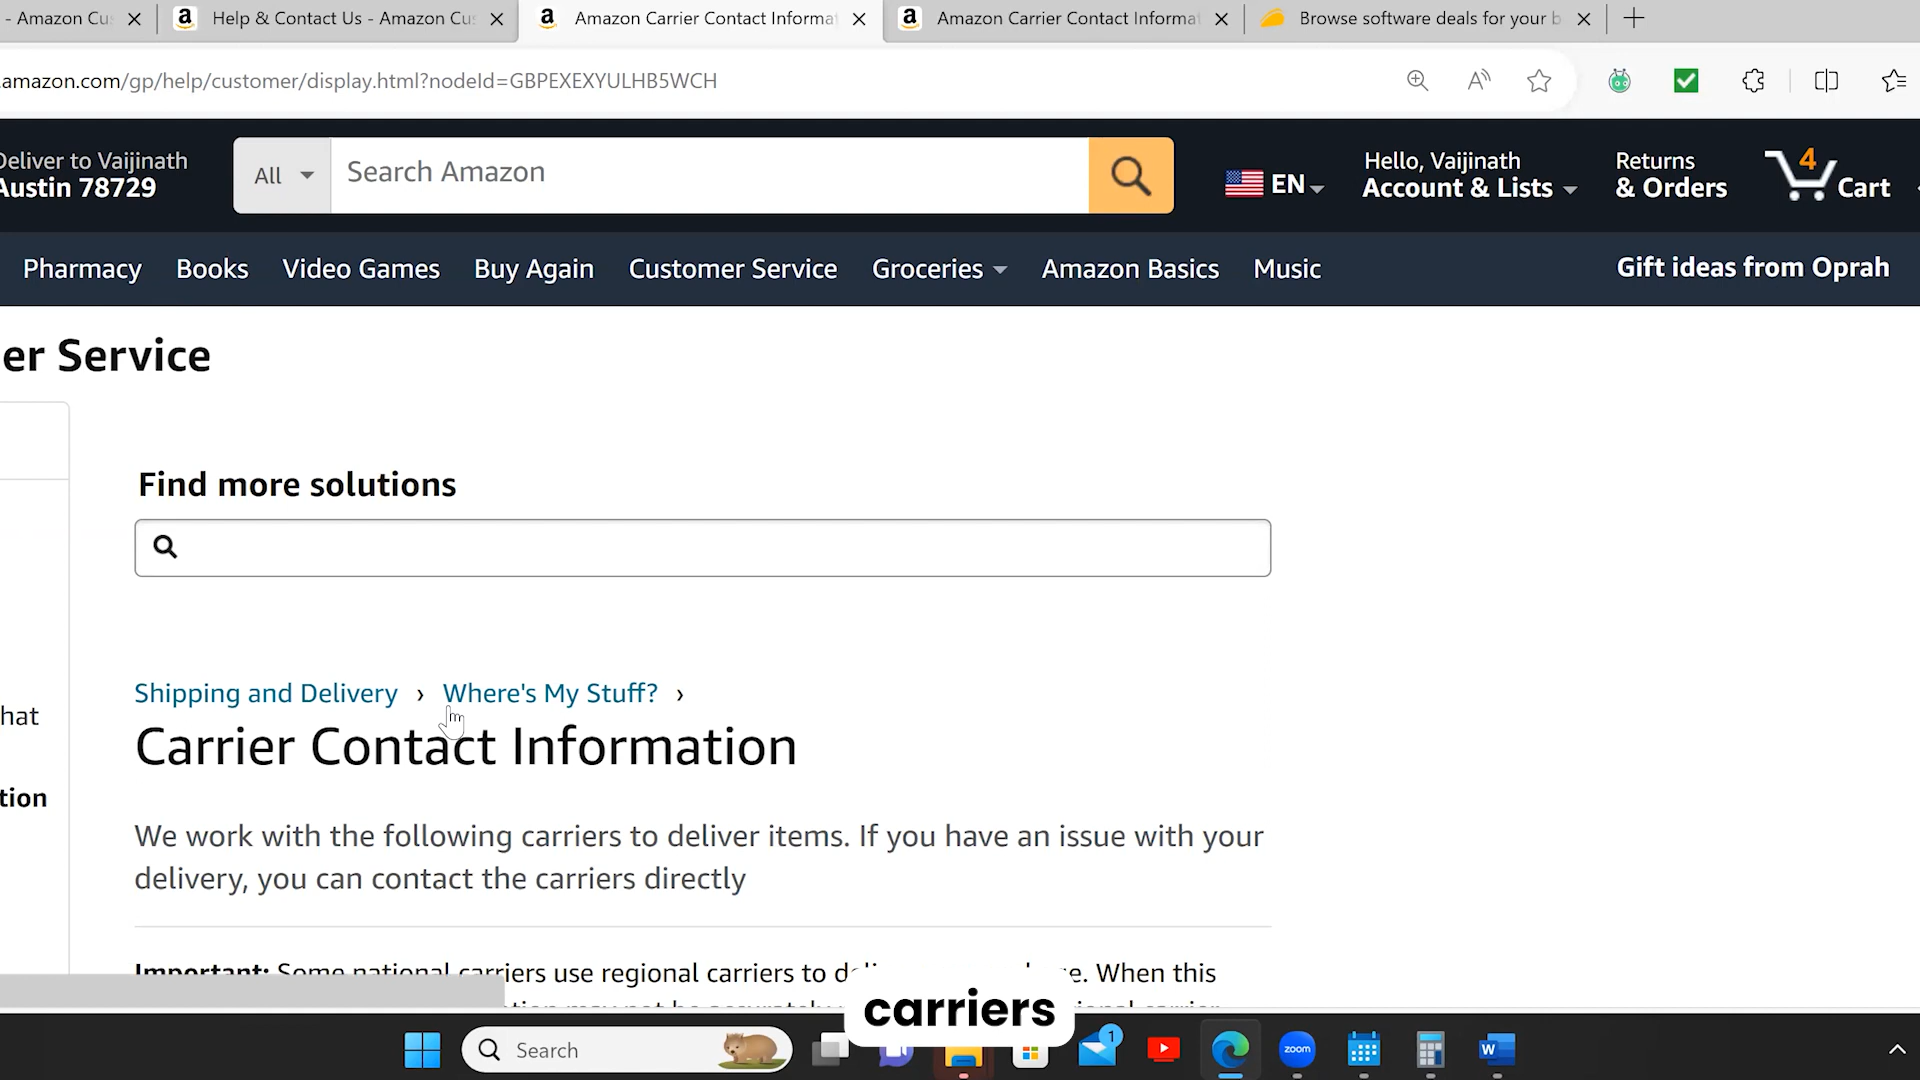 - Amazon Cus
Help & Contact Us - Amazon Cu
Amazon Carrier Contact Informa
Amazon Carrier Contact Informat
Browse software deals for your b
amazon.com/gp/help/customer/display.html?nodeId=GBPEXEXYULHB5WCH
Deliver to Vaijinath
Austin 78729
All
Search Amazon
EN
Hello, Vaijinath
Account & Lists
Returns
& Orders
4
Cart
Pharmacy
Books
Video Games
Buy Again
Customer Service
Groceries
Amazon Basics
Music
Gift ideas from Oprah
er Service
Find more solutions
hat
tion
Shipping and Delivery › Where's My Stuff? ›
Carrier Contact Information
We work with the following carriers to deliver items. If you have an issue with your
delivery, you can contact the carriers directly
Important: Some national carriers use regional carriers to When this
carriers
Search
1
zoom
W